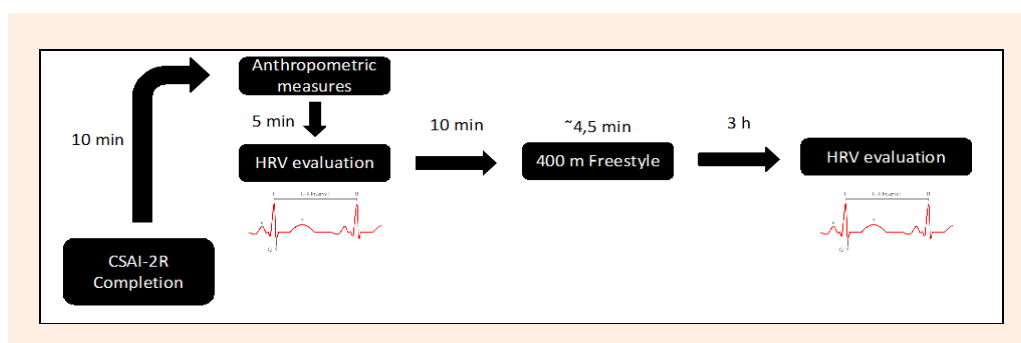 Anthropometric
measures
10 min
5 min
10 min
~4,5 min
3 h
HRV evaluation
400 m Freestyle
HRV evaluation
CSAI-2R
Completion